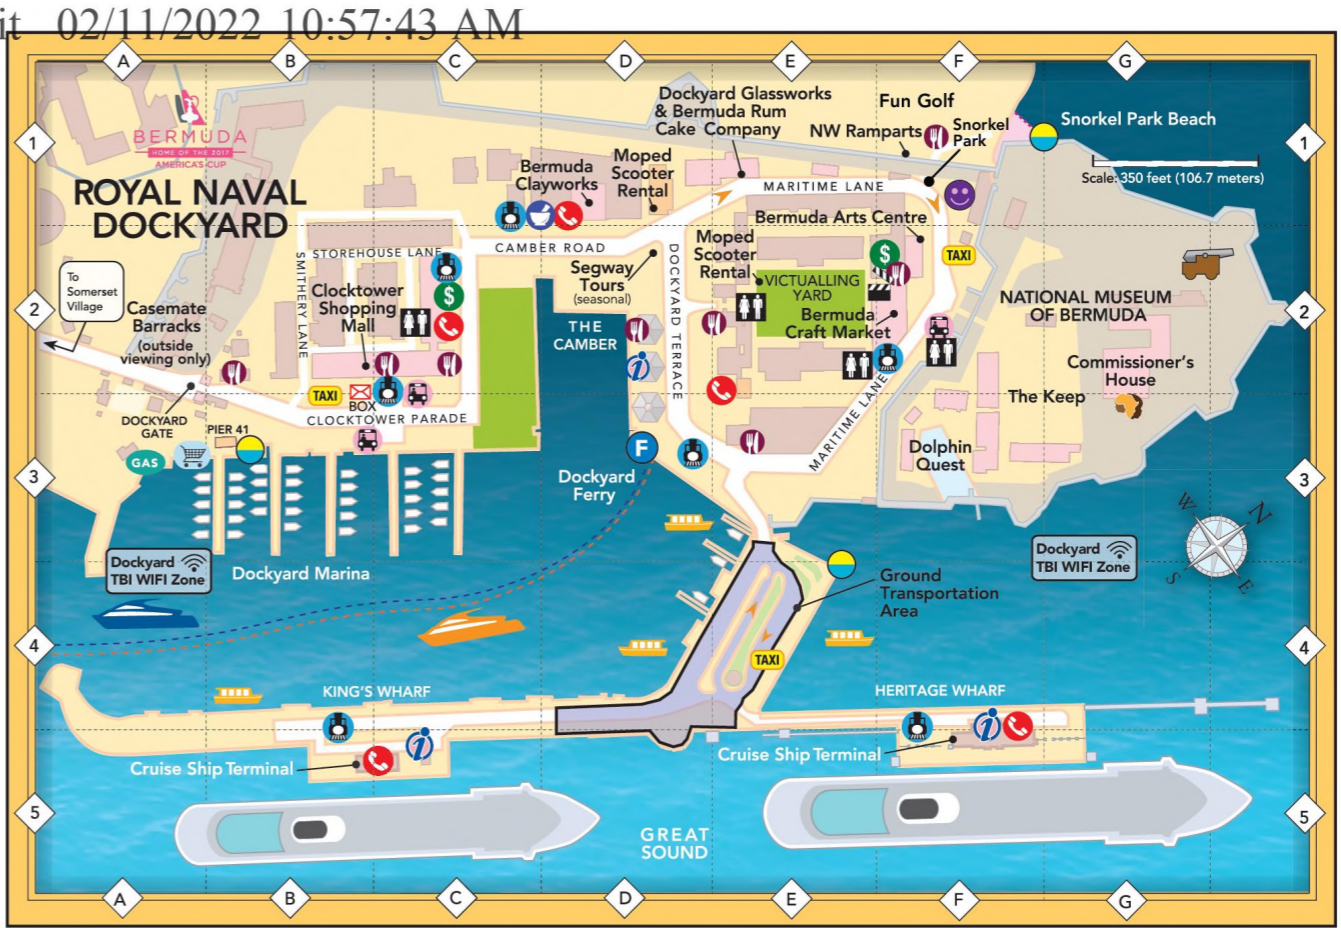 it 02/11/2022 10:57:43 AM
A
B
C
D
E
F
G
1
BERMUDA
HOME OF THE 2017
AMERICA'S CUP
ROYAL NAVAL
DOCKYARD
Dockyard Glassworks
& Bermuda Rum
Cake Company
Fun Golf
NW Ramparts
Snorkel
Park
Snorkel Park Beach
1
Scale: 350 feet (106.7 meters)
Bermuda
Clayworks
Moped
Scooter
Rental
MARITIME LANE
Bermuda Arts Centre
To
Somerset
Village
SMITHERY LANE
STOREHOUSE LANE
CAMBER ROAD
DOCKYARD TERRACE
Moped
Scooter
Rental
$
TAXI
2
Casemate
Barracks
(outside
viewing only)
Clocktower
Shopping
Mall
$
Segway
Tours
(seasonal)
VICTUALLING
YARD
Bermuda
Craft Market
NATIONAL MUSEUM
OF BERMUDA
2
THE
CAMBER
i
Commissioner's
House
The Keep
TAXI
BOX
CLOCKTOWER PARADE
MARITIME LANE
DOCKYARD
GATE
PIER 41
GAS
3
F
Dockyard
Ferry
Dolphin
Quest
3
W
N
S
E
Dockyard
TBI WIFI Zone
Dockyard Marina
Dockyard
TBI WIFI Zone
Ground
Transportation
Area
4
TAXI
4
KING'S WHARF
HERITAGE WHARF
i
i
Cruise Ship Terminal
Cruise Ship Terminal
5
GREAT
SOUND
5
A
B
C
D
E
F
G